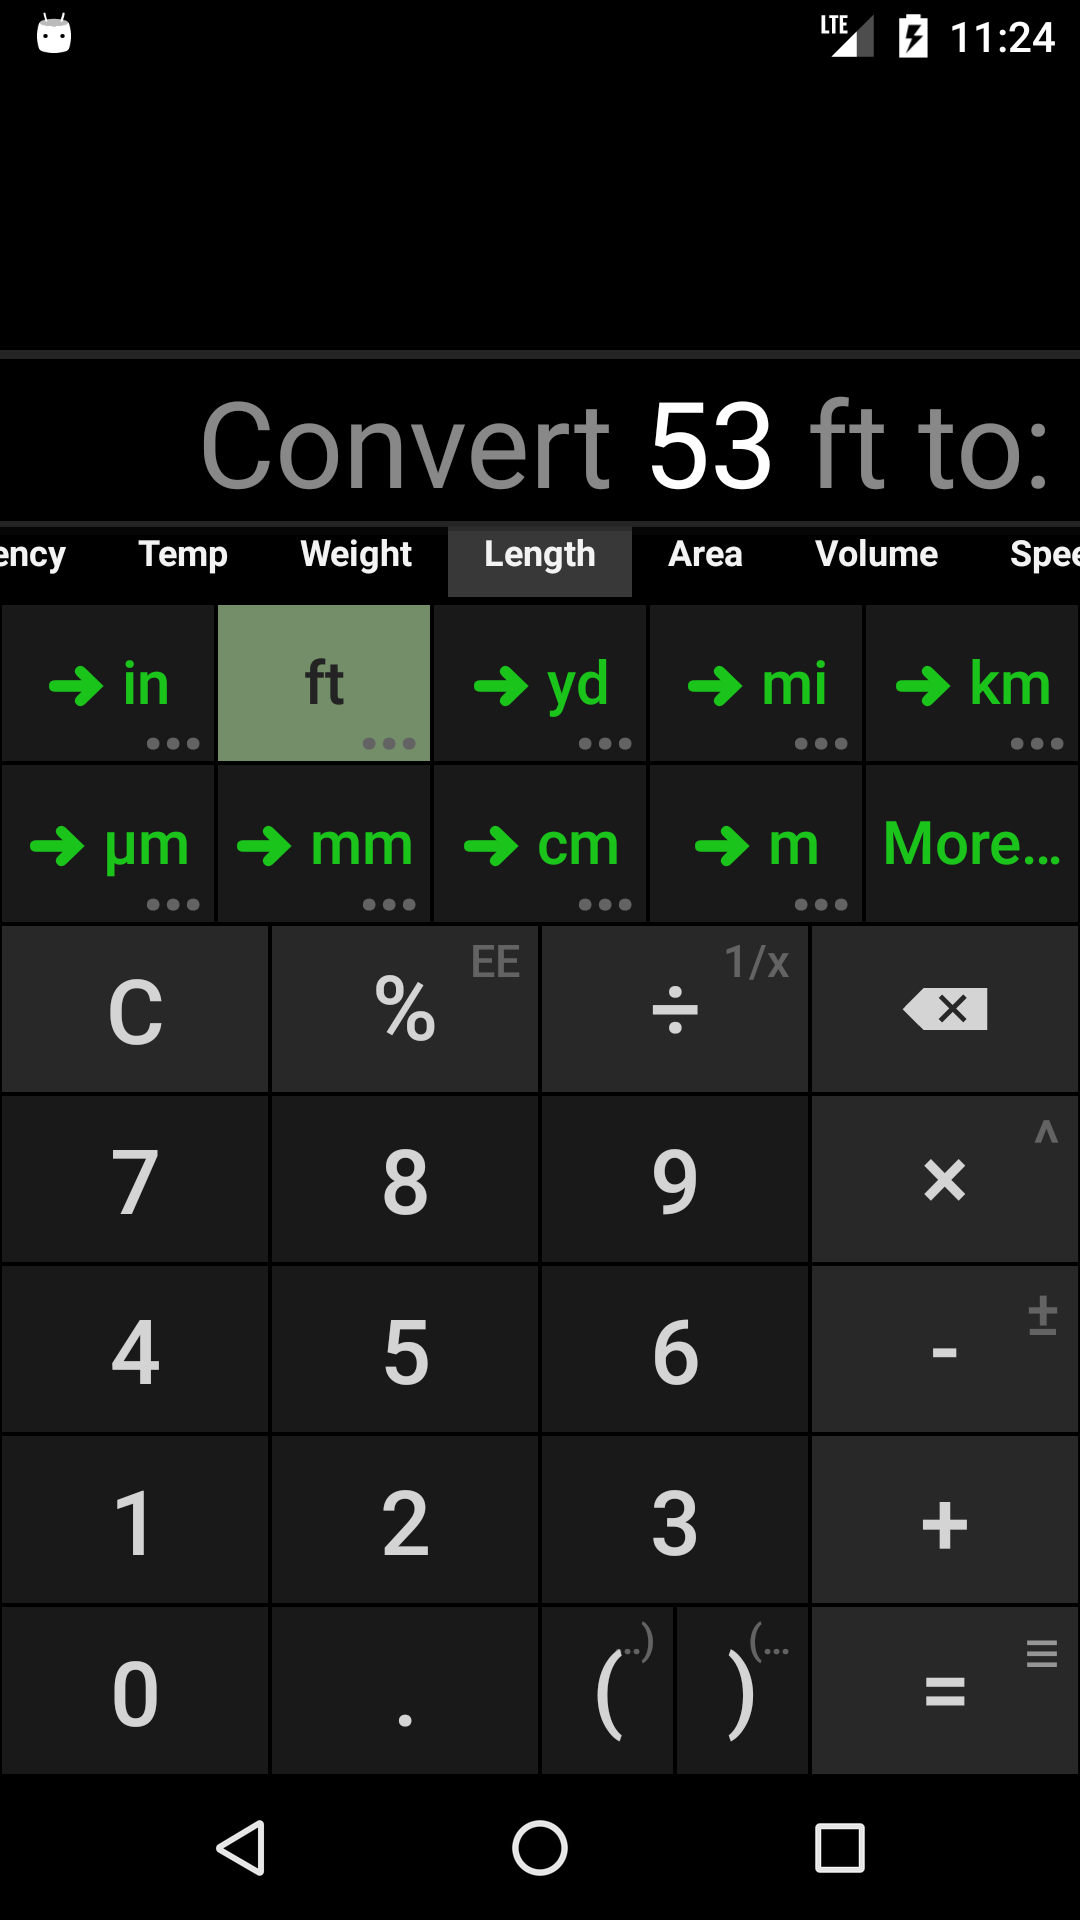 LTE 11:24
Convert 53 ft to:
ency Temp Weight Length Area Volume Spee
in ft yd mi km
µm mm cm m More...
C % EE ÷ 1/x
7 8 9 × ^
4 5 6 - ±
1 2 3 +
0 . ( ..) ) (... =